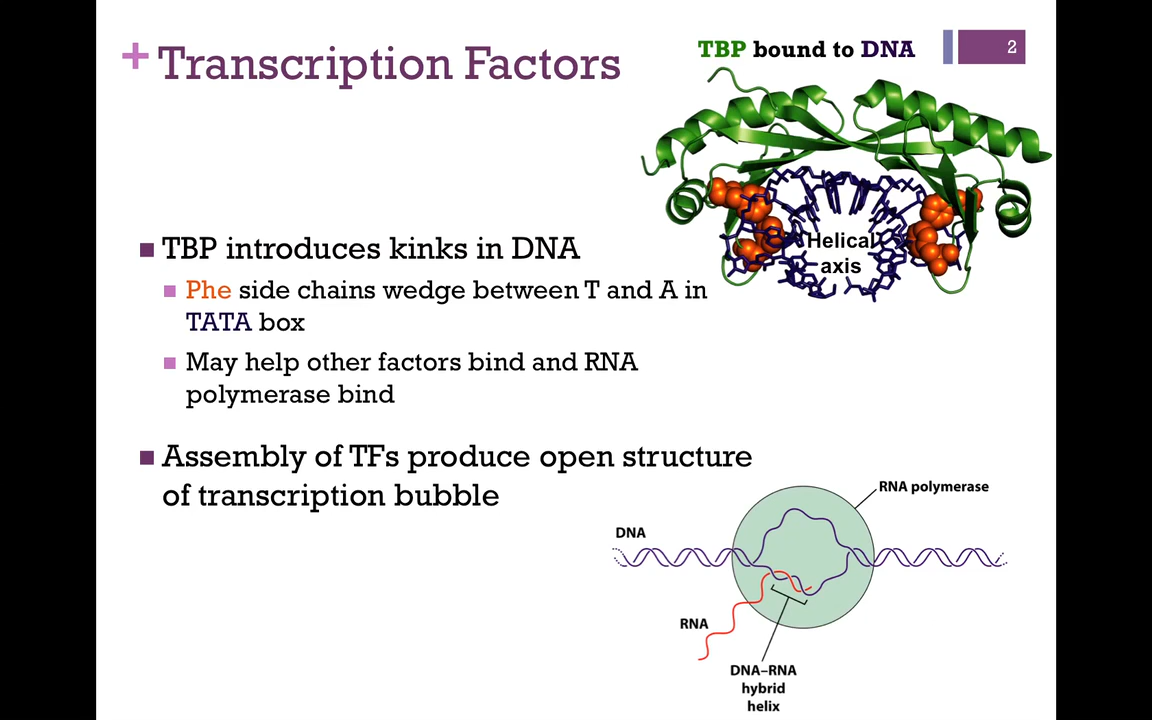 + Transcription Factors
TBP bound to DNA
2
Helical
axis
TBP introduces kinks in DNA
Phe side chains wedge between T and A in
TATA box
May help other factors bind and RNA
polymerase bind
Assembly of TFs produce open structure
of transcription bubble
RNA polymerase
DNA
RNA
DNA–RNA
hybrid
helix